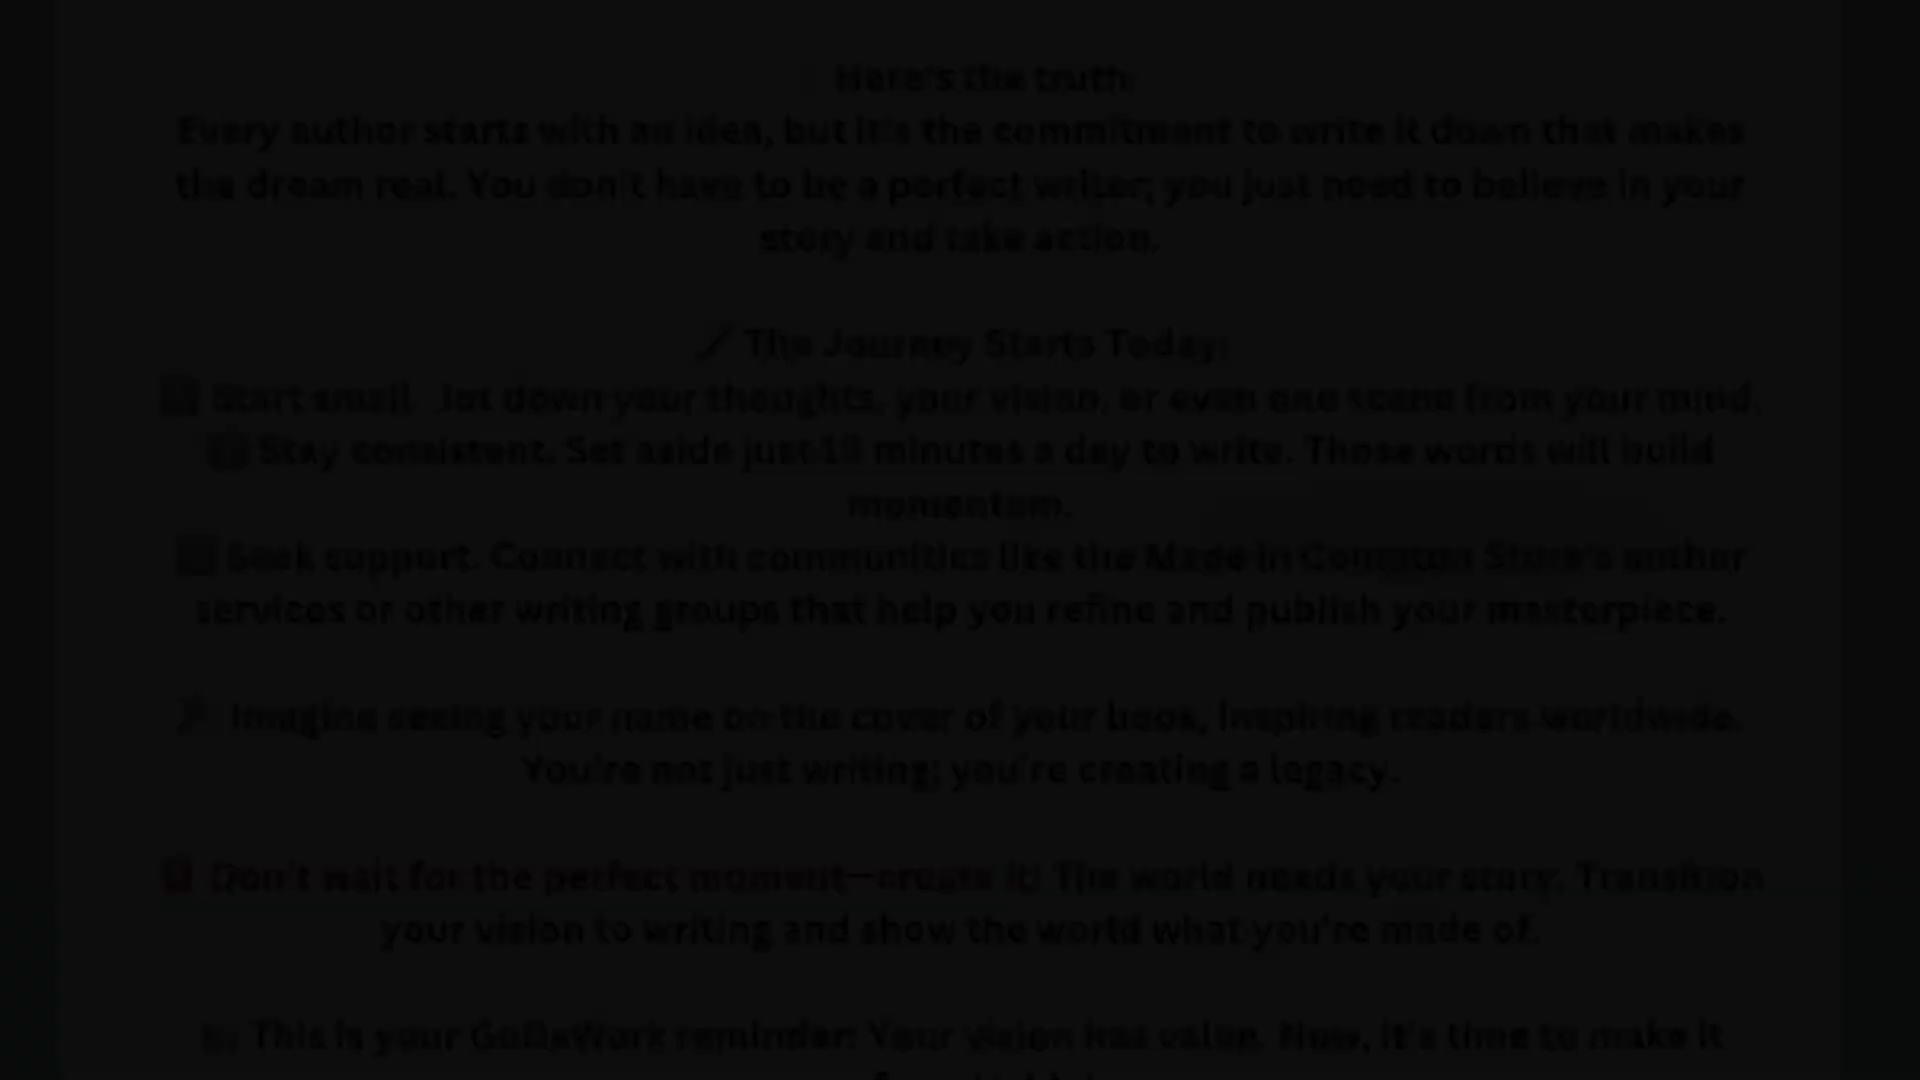 Here's the truth:
Every author starts with an idea, but it's the commitment to write it down that makes
the dream real. You don't have to be a perfect writer; you just need to believe in your
story and take action.
The Journey Starts Today:
Start small. Jot down your thoughts, your vision, or even one scene from your mind.
Stay consistent. Set aside just minutes a day to write. Those words will build
momentum.
Seek support. Connect with communities like the Made in Compton Store's author
services or other writing groups that help you refine and publish your masterpiece.
Imagine seeing your name on the cover of your book, inspiring readers worldwide.
You're not just writing; you're creating a legacy.
Don't wait for the perfect moment—create it! The world needs your story. Transition
your vision to writing and show the world what you're made of.
This is your GoDaWork reminder: Your vision has value. Now, it's time to make it